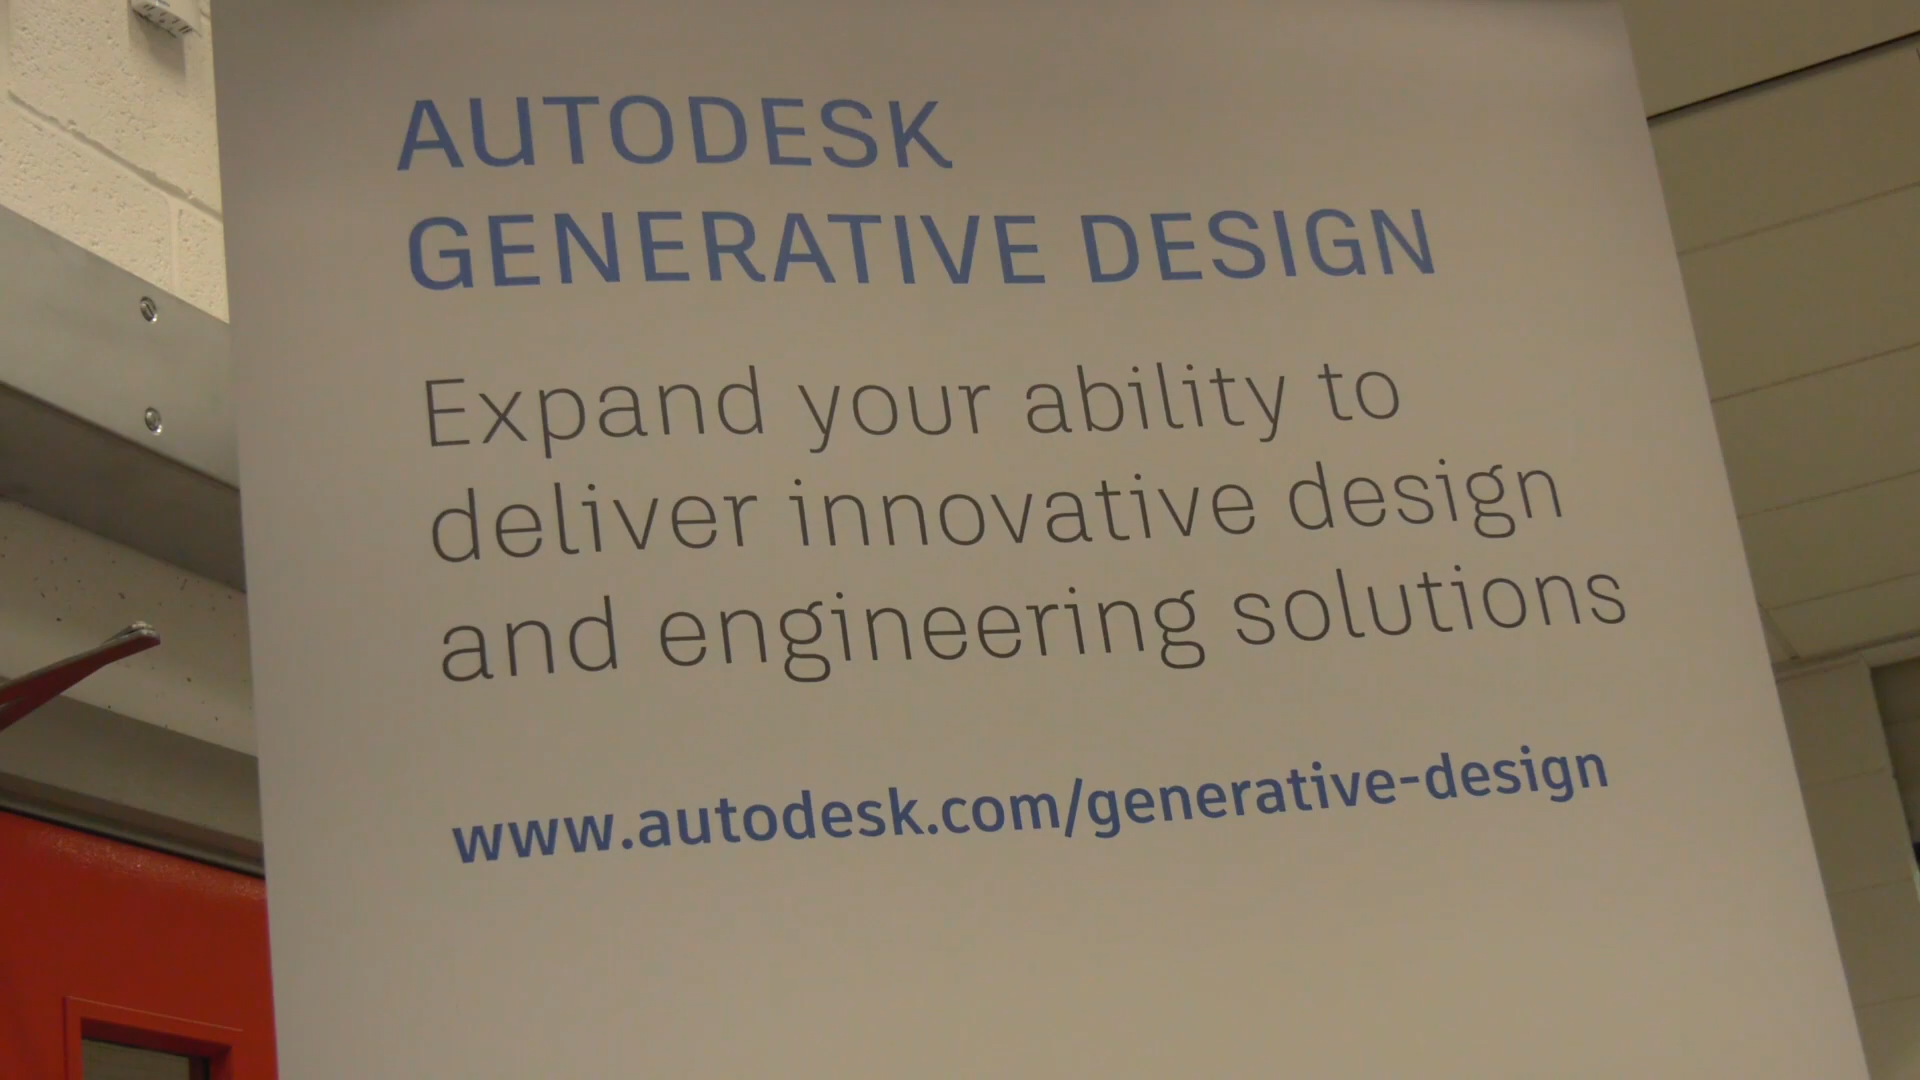 AUTODESK
GENERATIVE DESIGN
Expand your ability to
deliver innovative design
and engineering solutions
www.autodesk.com/generative-design